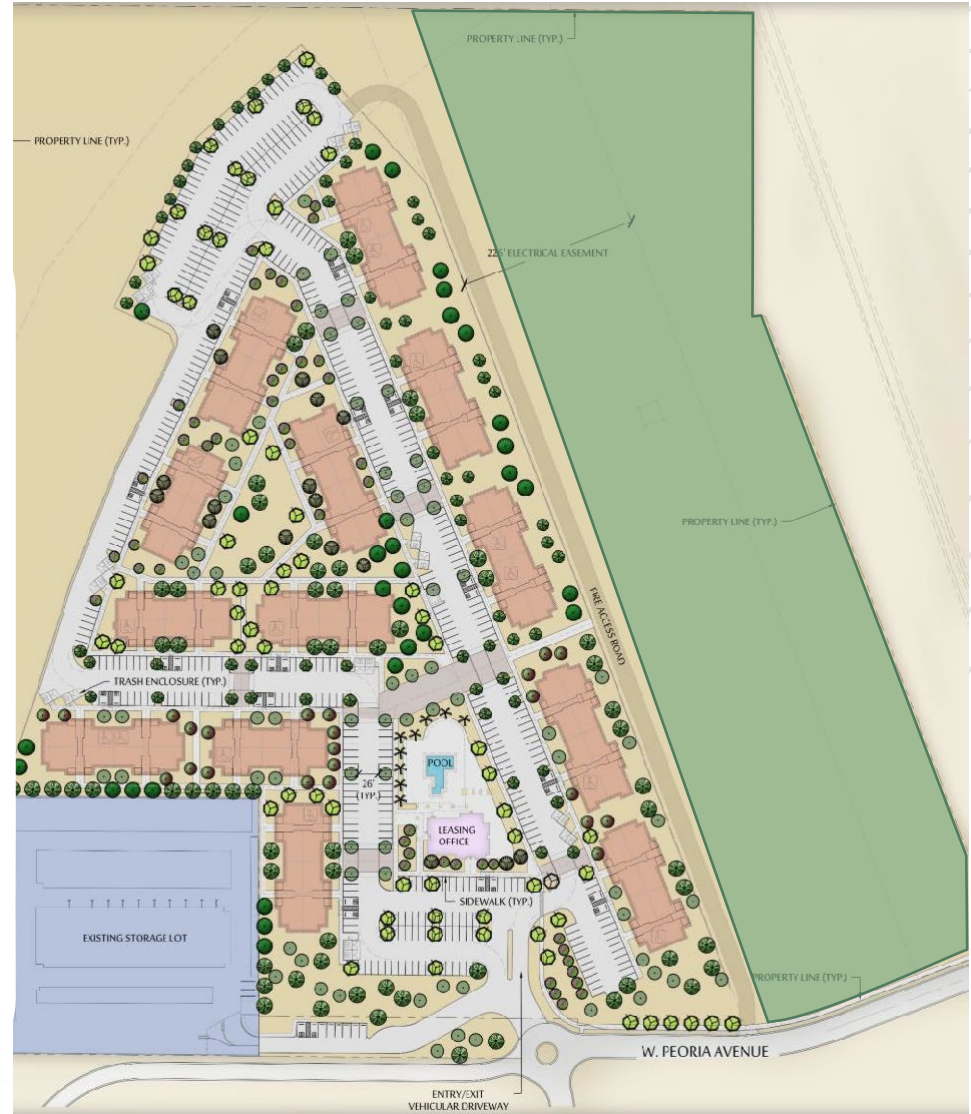 PROPERTY LINE (TYP.)
PROPERTY LINE (TYP.)
225' ELECTRICAL EASEMENT
PROPERTY LINE (TYP.)
FIRE ACCESS ROAD
TRASH ENCLOSURE (TYP.)
POOL
26'
(TYP.)
LEASING
OFFICE
SIDEWALK (TYP.)
EXISTING STORAGE LOT
PROPERTY LINE (TYP.)
W. PEORIA AVENUE
ENTRY/EXIT
VEHICULAR DRIVEWAY